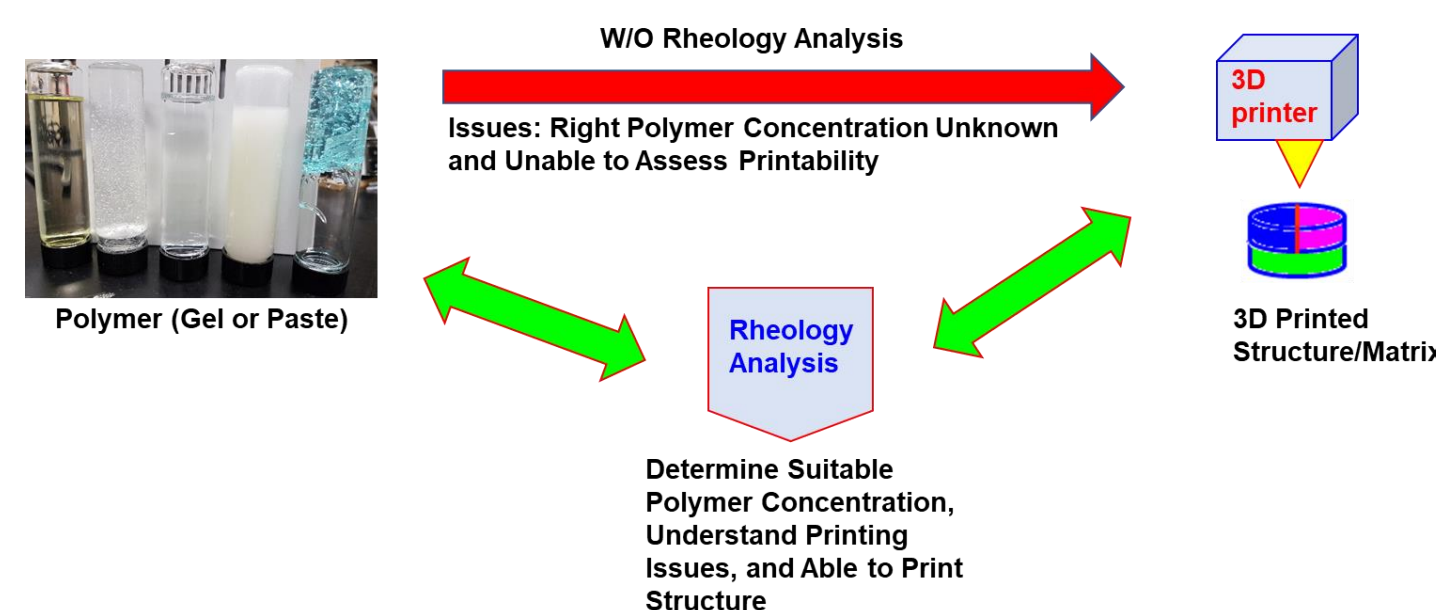 W/O Rheology Analysis
3D
printer
Issues: Right Polymer Concentration Unknown
and Unable to Assess Printability
Polymer (Gel or Paste)
Rheology
Analysis
3D Printed
Structure/Matrix
Determine Suitable
Polymer Concentration,
Understand Printing
Issues, and Able to Print
Structure